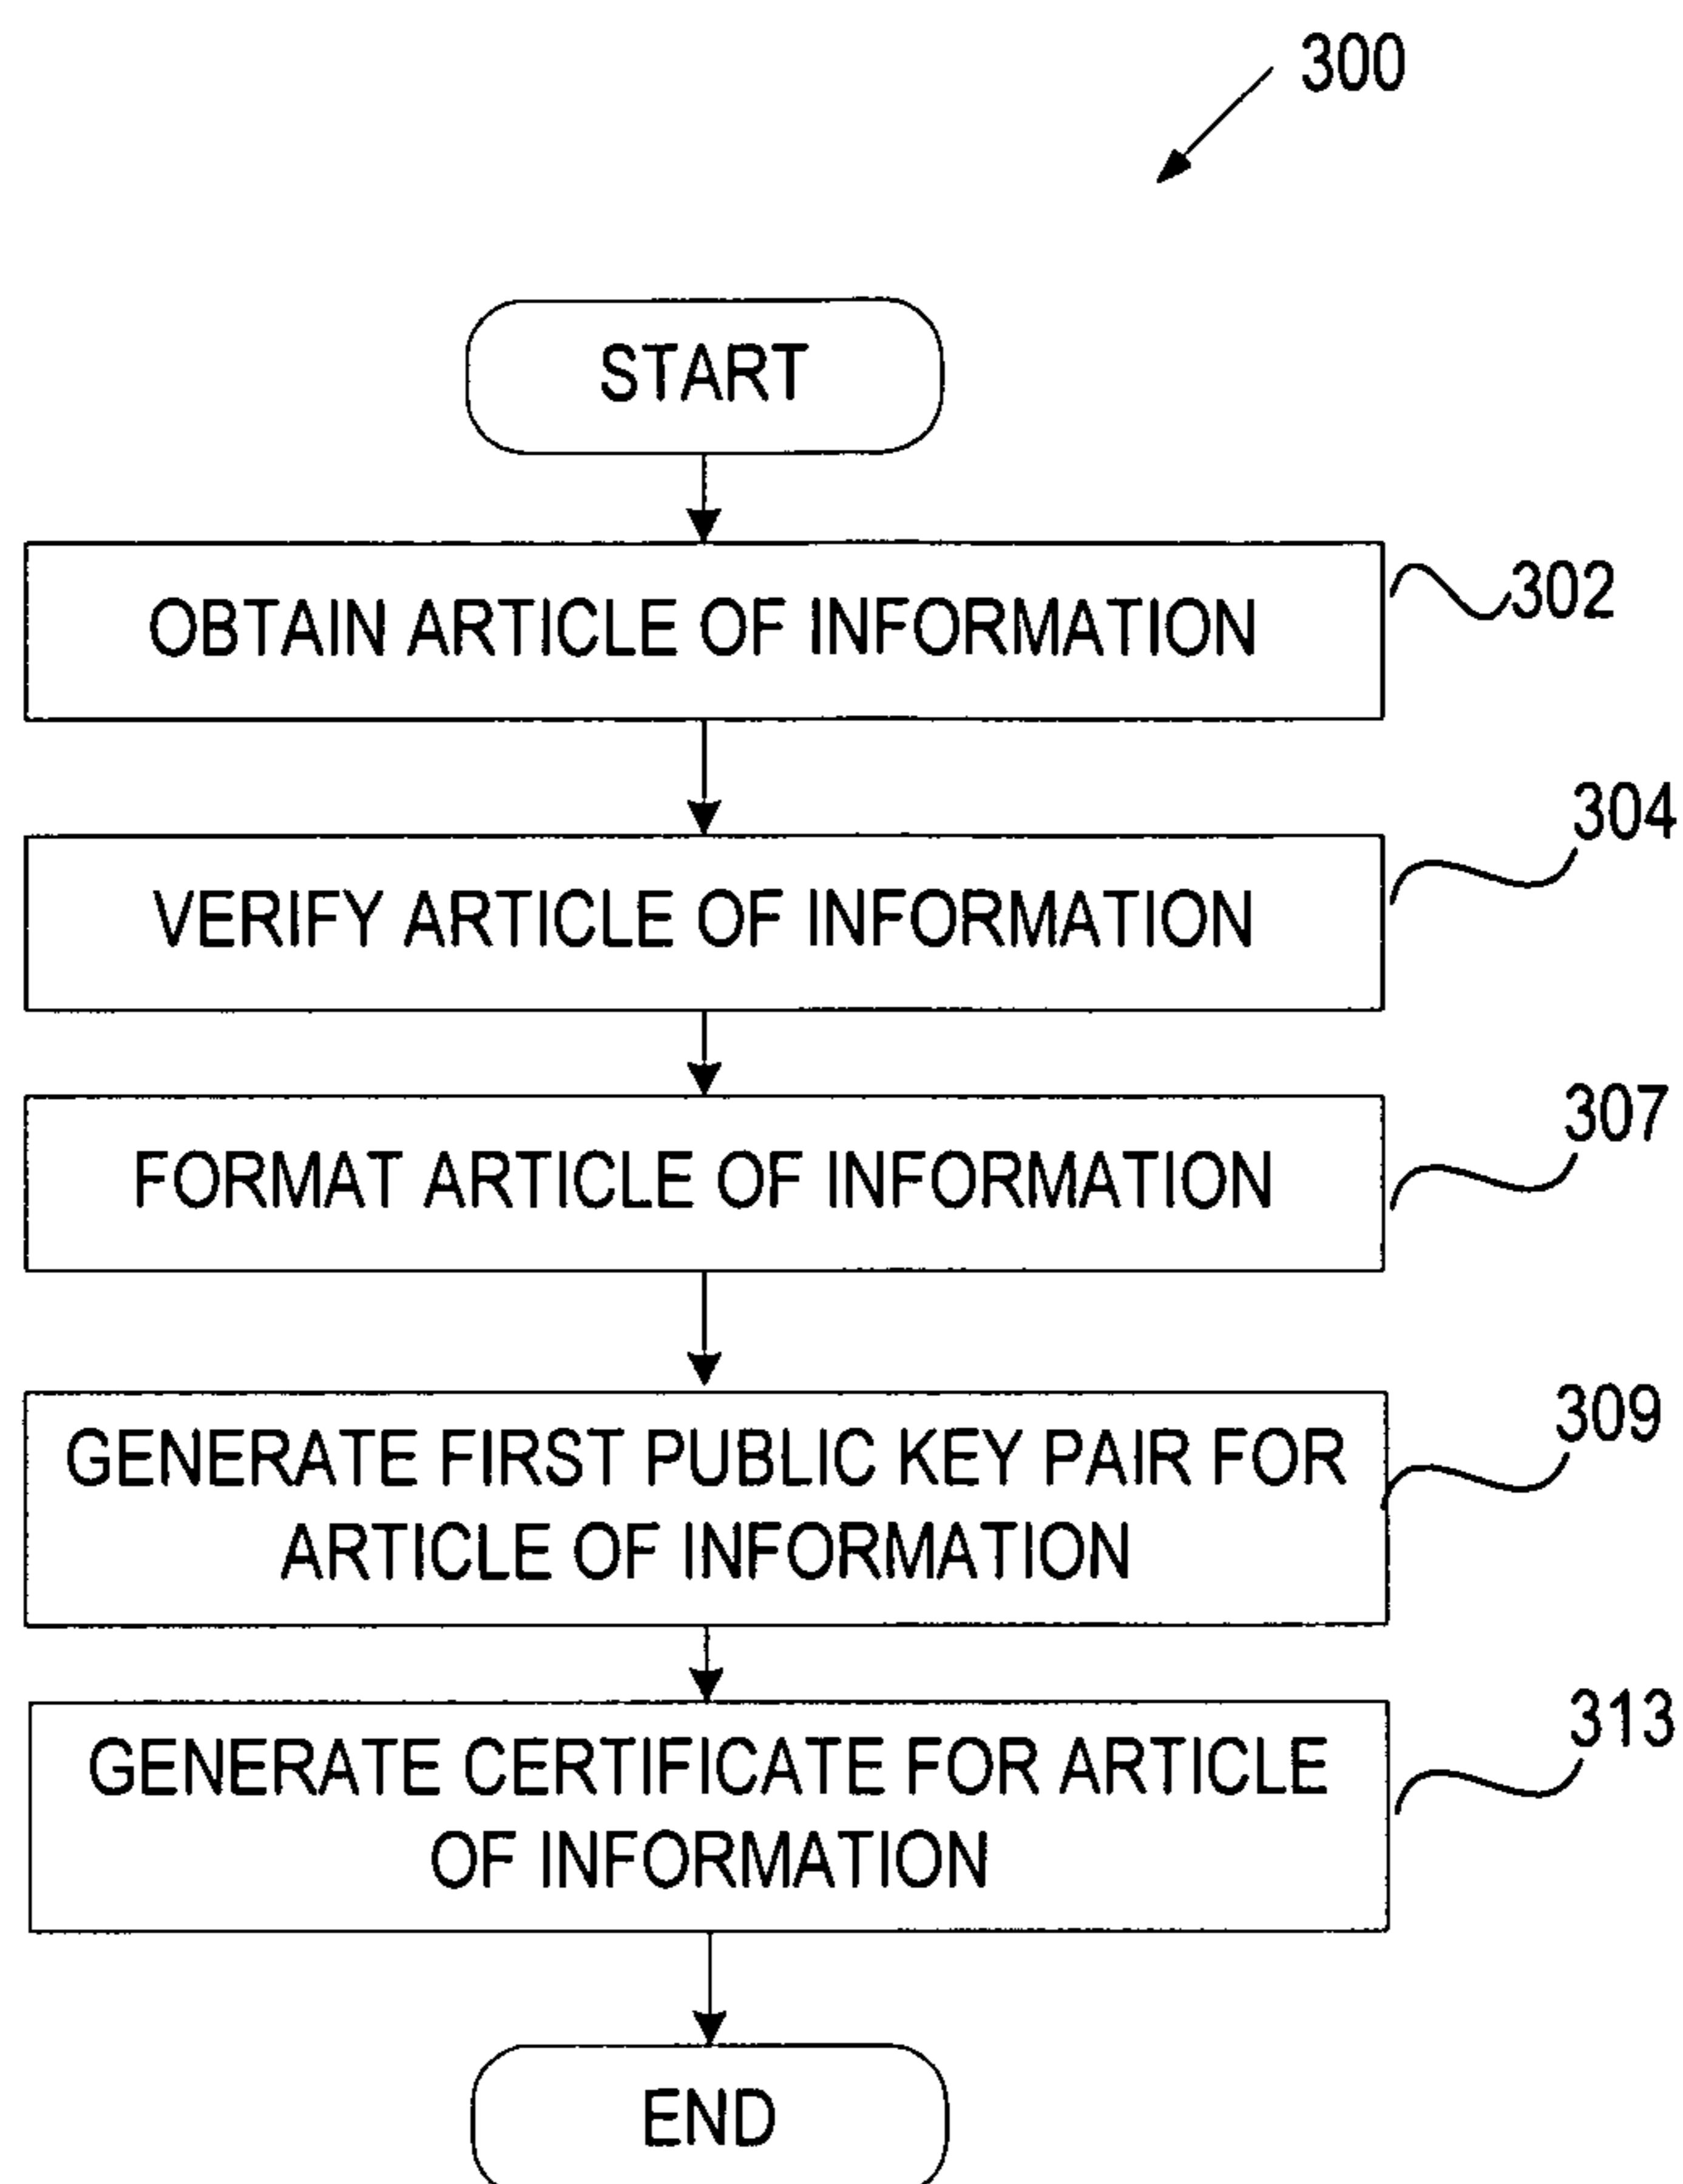 300
START
OBTAIN ARTICLE OF INFORMATION
302
304
VERIFY ARTICLE OF INFORMATION
307
FORMAT ARTICLE OF INFORMATION
309
GENERATE FIRST PUBLIC KEY PAIR FOR
ARTICLE OF INFORMATION
313
GENERATE CERTIFICATE FOR ARTICLE
OF INFORMATION
END